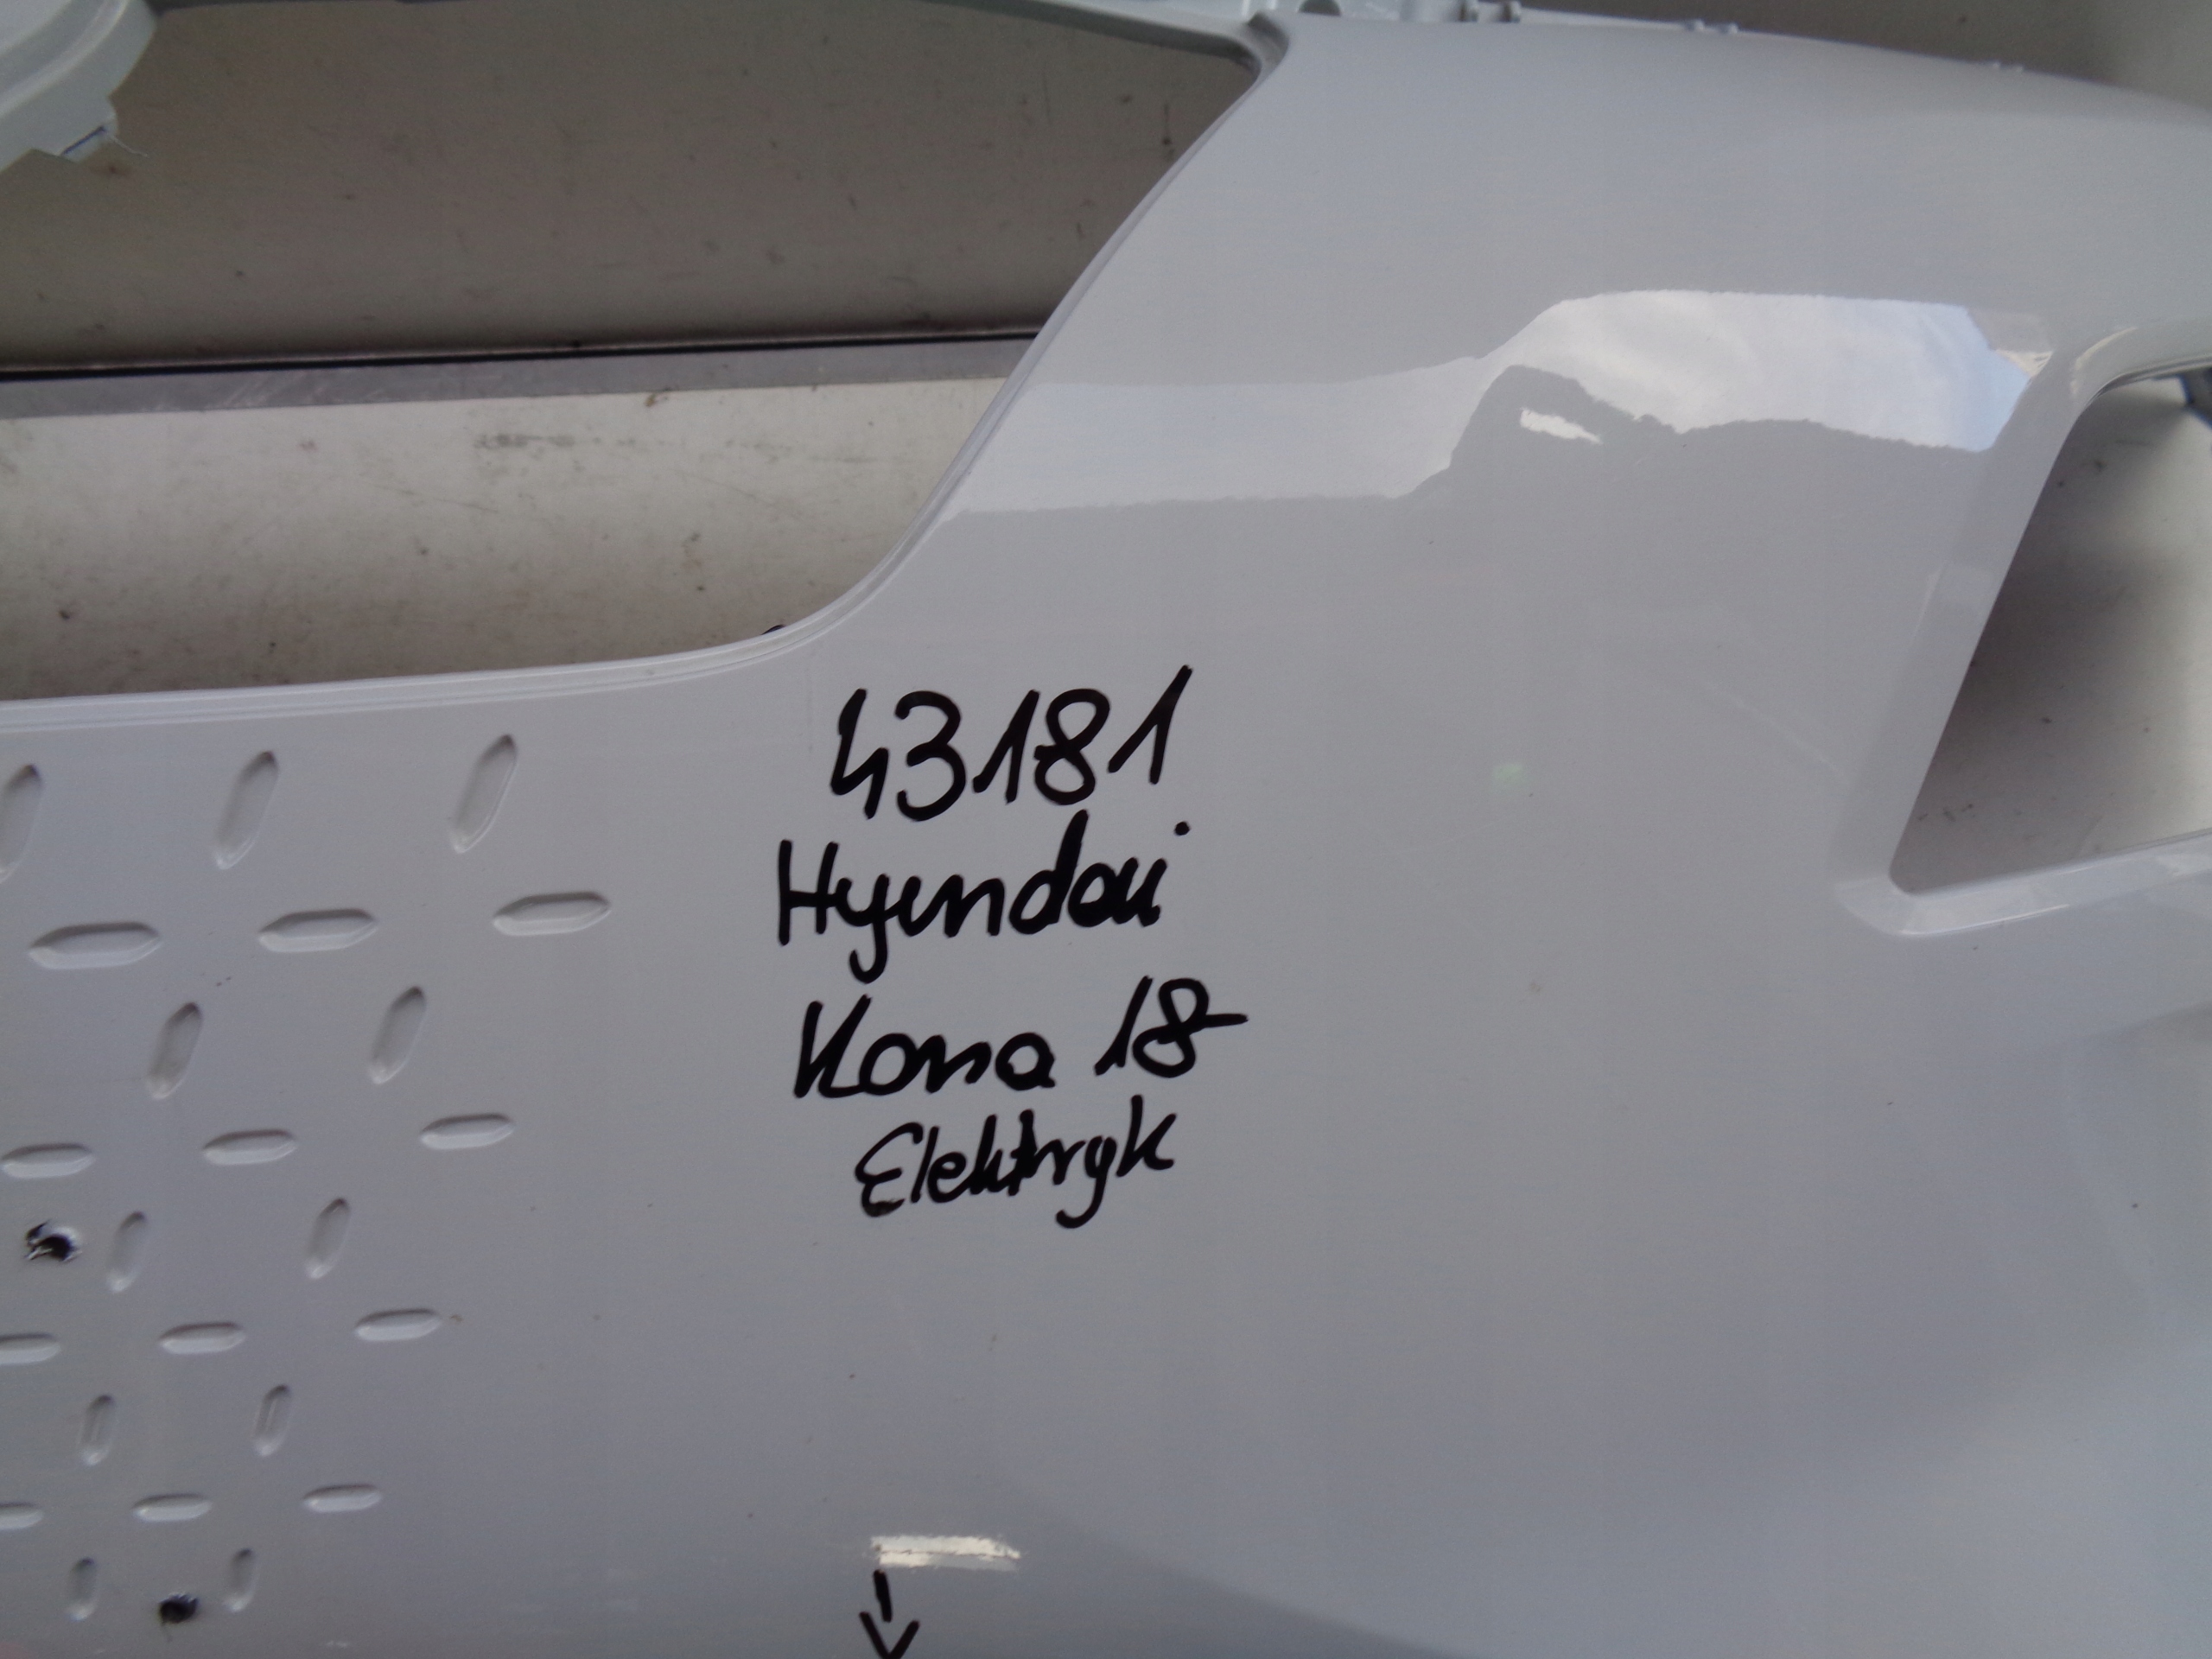 43181
Hyundai
Kona 18-
Elektryk